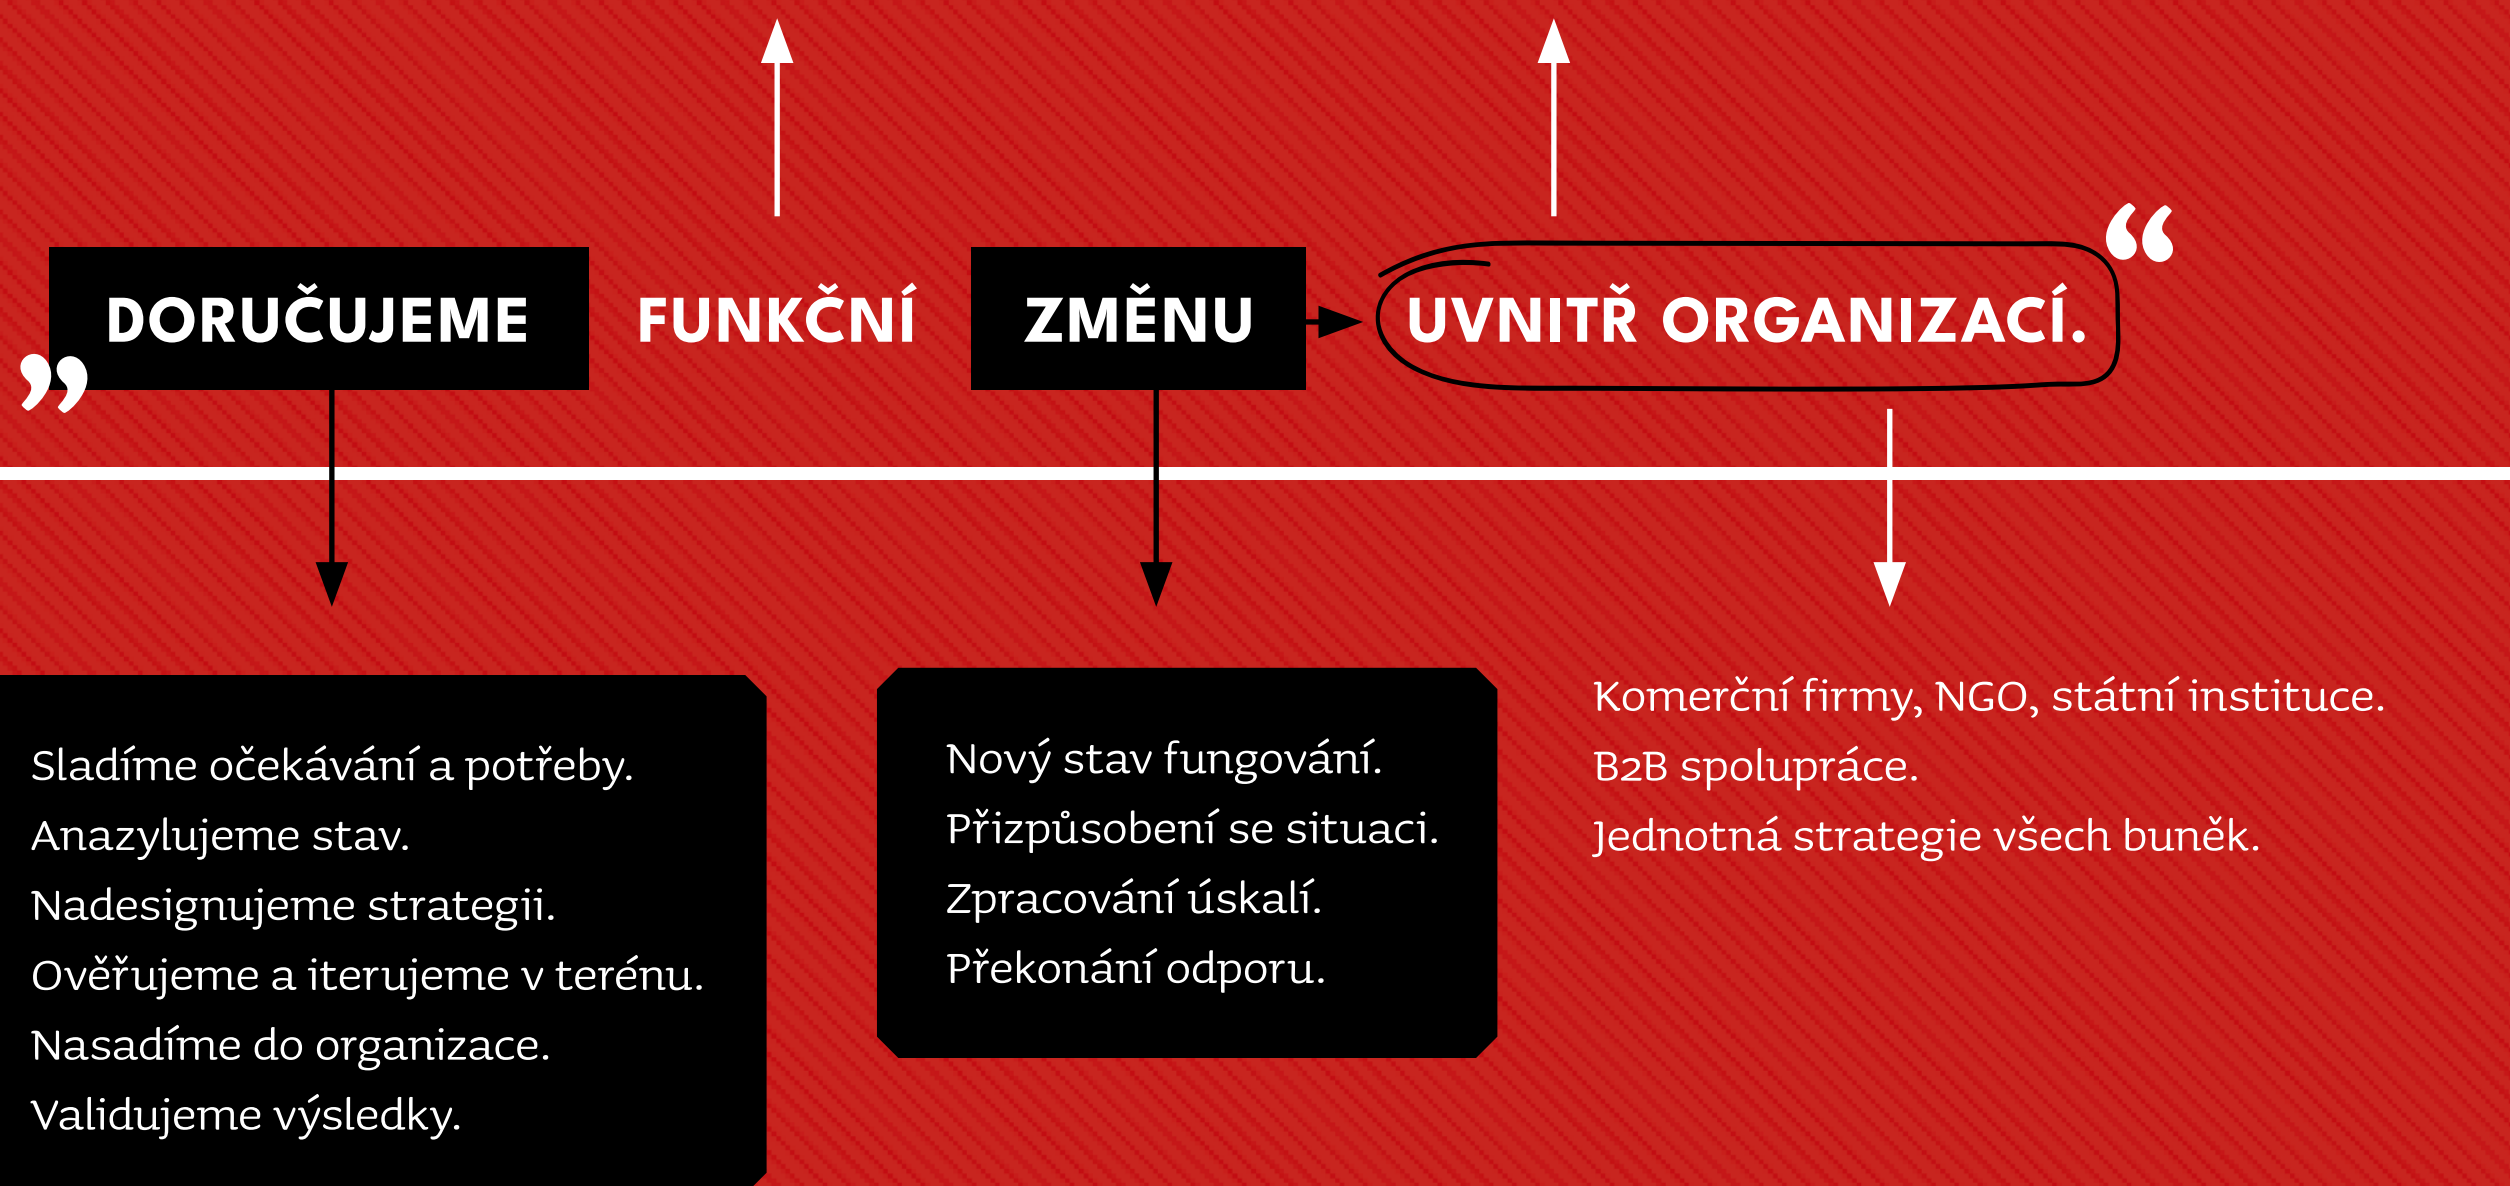 „DORUČUJEME FUNKČNÍ ZMĚNU UVNITŘ ORGANIZACÍ.“
Sladíme očekávání a potřeby.
Anazylujeme stav.
Nadesignujeme strategii.
Ověřujeme a iterujeme v terénu.
Nasadíme do organizace.
Validujeme výsledky.
Nový stav fungování.
Přizpůsobení se situaci.
Zpracování úskalí.
Překonání odporu.
Komerční firmy, NGO, státní instituce.
B2B spolupráce.
Jednotná strategie všech buněk.